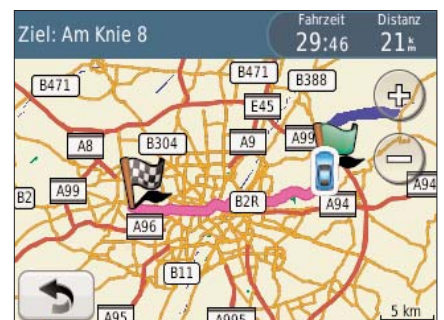 Ziel: Am Knie 8
Fahrzeit
29:46
Distanz
21 km
B471
B471
B388
E45
A8
B304
A9
A99
A99
B2
B2R
A94
A94
A96
B11
A95
A995
5 km